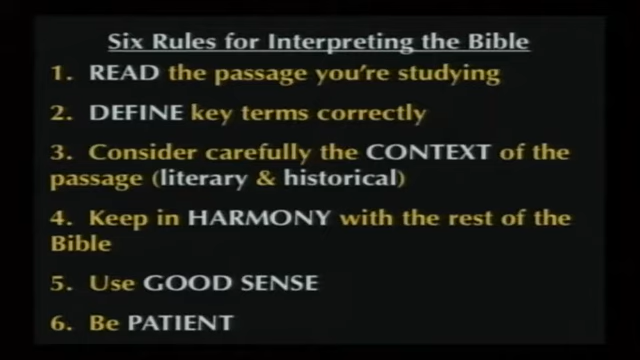 Six Rules for Interpreting the Bible
1. READ the passage you're studying
2. DEFINE key terms correctly
3. Consider carefully the CONTEXT of the
passage (literary & historical)
4. Keep in HARMONY with the rest of the
Bible
5. Use GOOD SENSE
6. Be PATIENT